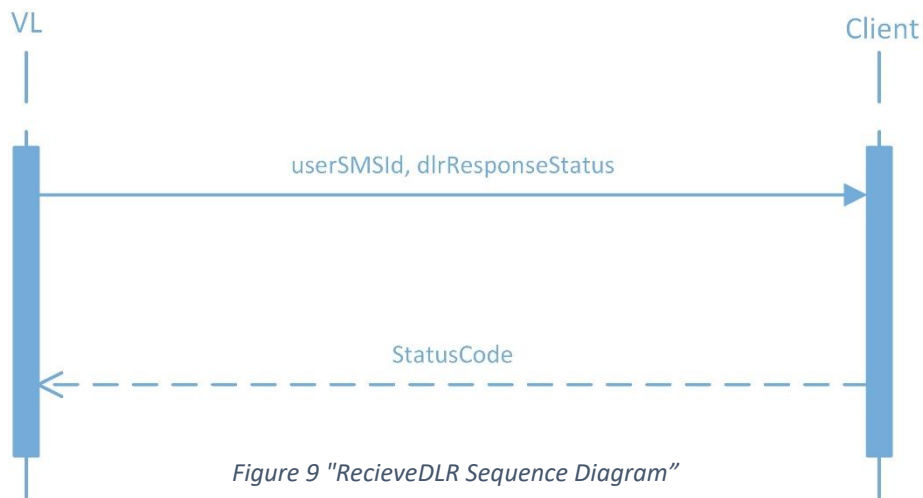 VL
Client
userSMSId, dlrResponseStatus
StatusCode
Figure 9 "RecieveDLR Sequence Diagram”